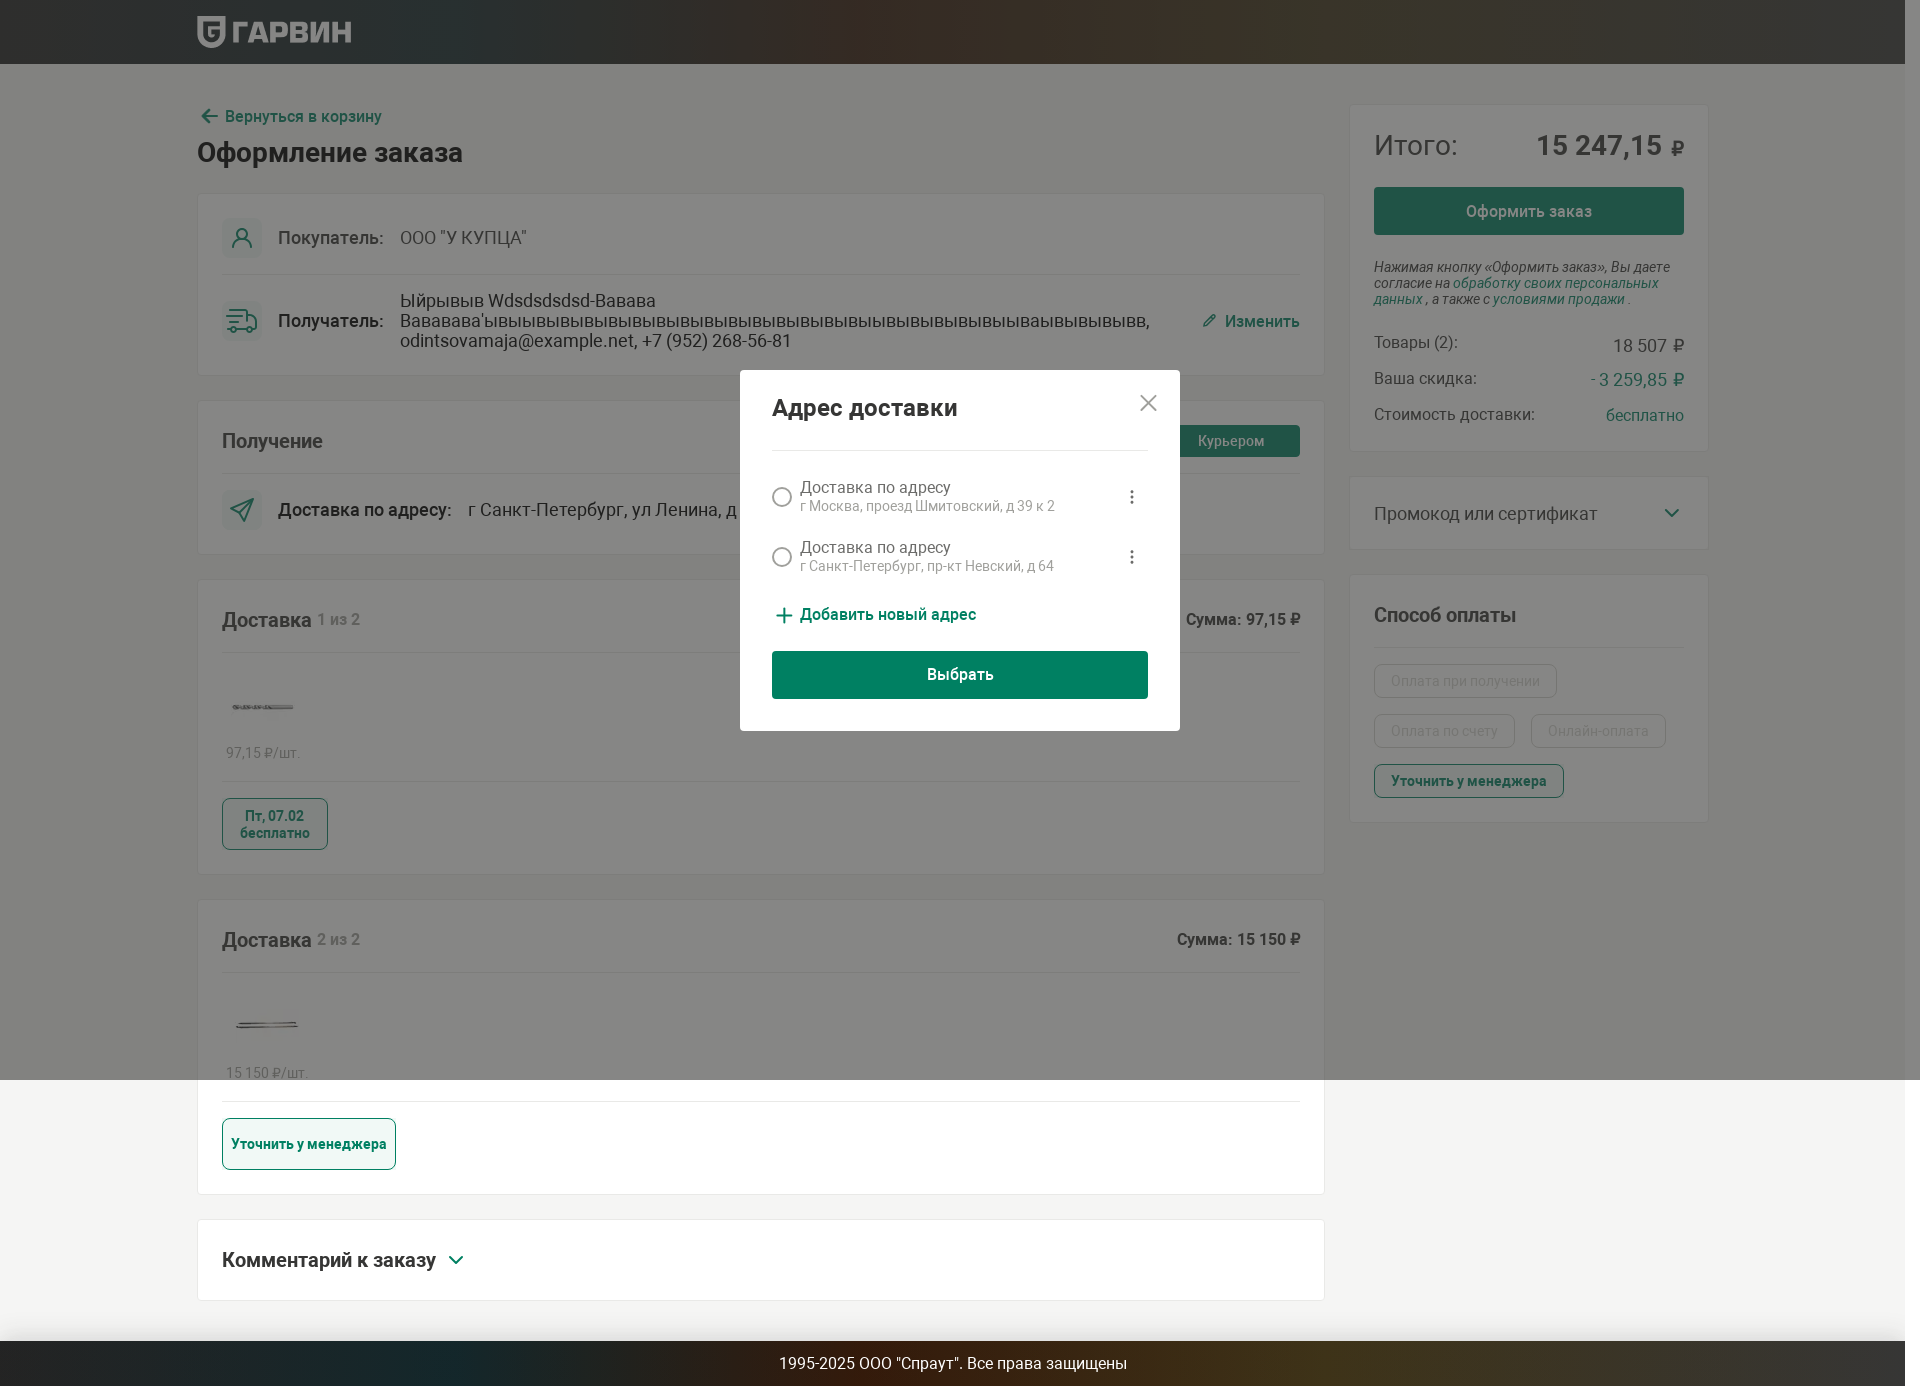 ГАРВИН
Вернуться в корзину
Оформление заказа
Покупатель: ООО "У КУПЦА"
Получатель:
Ыйрывыв Wdsdsdsdsd-Вавава
Вавававa'ывыывывывывывывывывывывывывывывыывывывывывыываывывывывв,
odintsovamaja@example.net, +7 (952) 268-56-81
Изменить
Получение
Курьером
Доставка по адресу: г Санкт-Петербург, ул Ленина, д
Доставка 1 из 2
Сумма: 97,15 ₽
97,15 ₽/шт.
Пт, 07.02
бесплатно
Доставка 2 из 2
Сумма: 15 150 ₽
15 150 ₽/шт.
Уточнить у менеджера
Комментарий к заказу
Адрес доставки
Доставка по адресу
г Москва, проезд Шмитовский, д 39 к 2
Доставка по адресу
г Санкт-Петербург, пр-кт Невский, д 64
Добавить новый адрес
Выбрать
Итого: 15 247,15 ₽
Оформить заказ
Нажимая кнопку «Оформить заказ», Вы даете
согласие на обработку своих персональных
данных , а также с условиями продажи .
Товары (2): 18 507 ₽
Ваша скидка: - 3 259,85 ₽
Стоимость доставки: бесплатно
Промокод или сертификат
Способ оплаты
Оплата при получении
Оплата по счету
Онлайн-оплата
Уточнить у менеджера
1995-2025 ООО "Спраут". Все права защищены